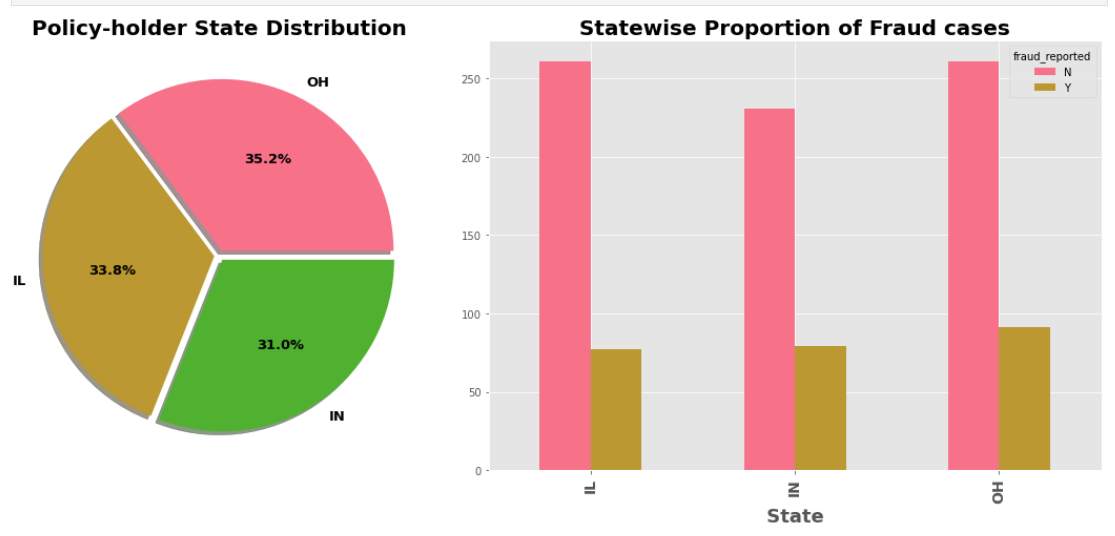 Policy-holder State Distribution
OH
35.2%
IL
33.8%
31.0%
IN
Statewise Proportion of Fraud cases
fraud_reported
N
Y
250
200
150
100
50
0
IL
IN
OH
State